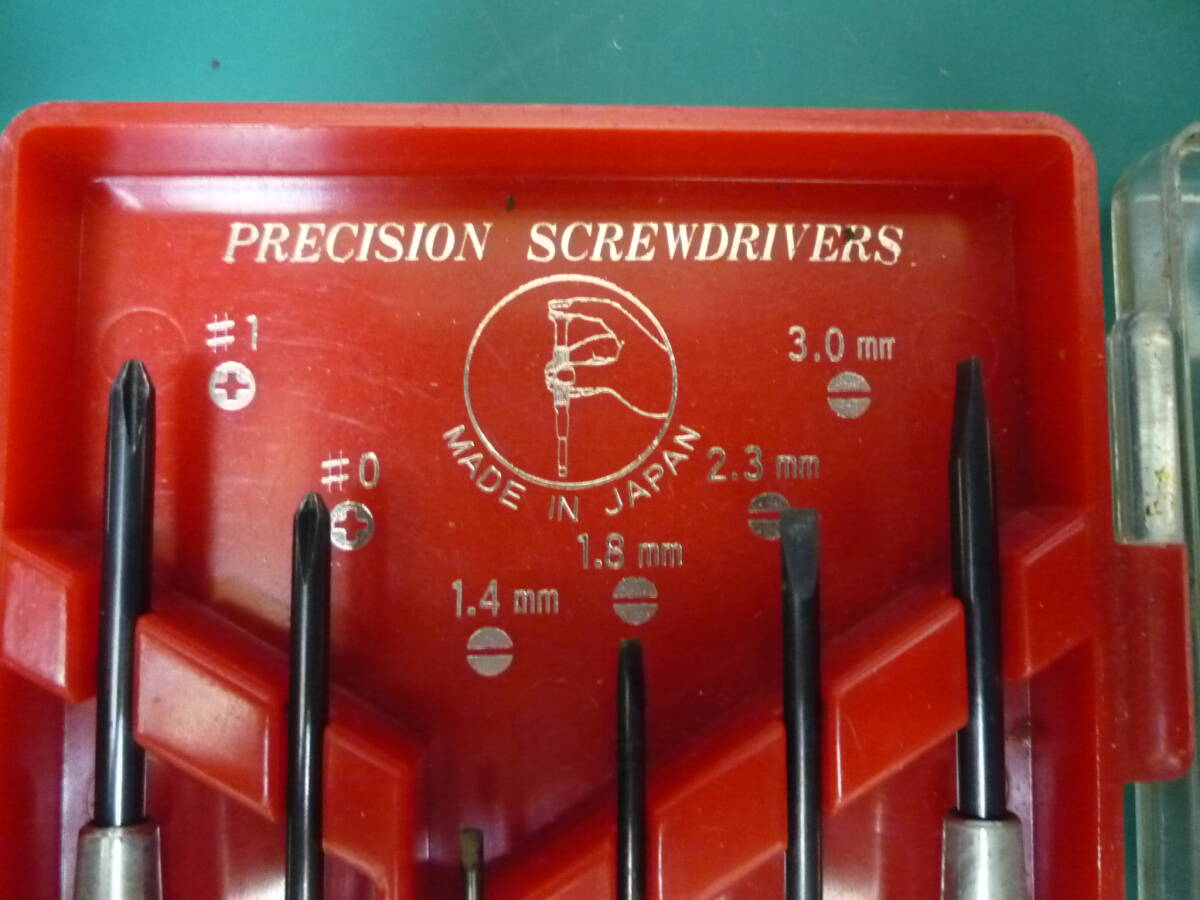 PRECISION SCREWDRIVERS
#1
3.0 mm
#0
2.3 mm
MADE IN JAPAN
1.8 mm
1.4 mm